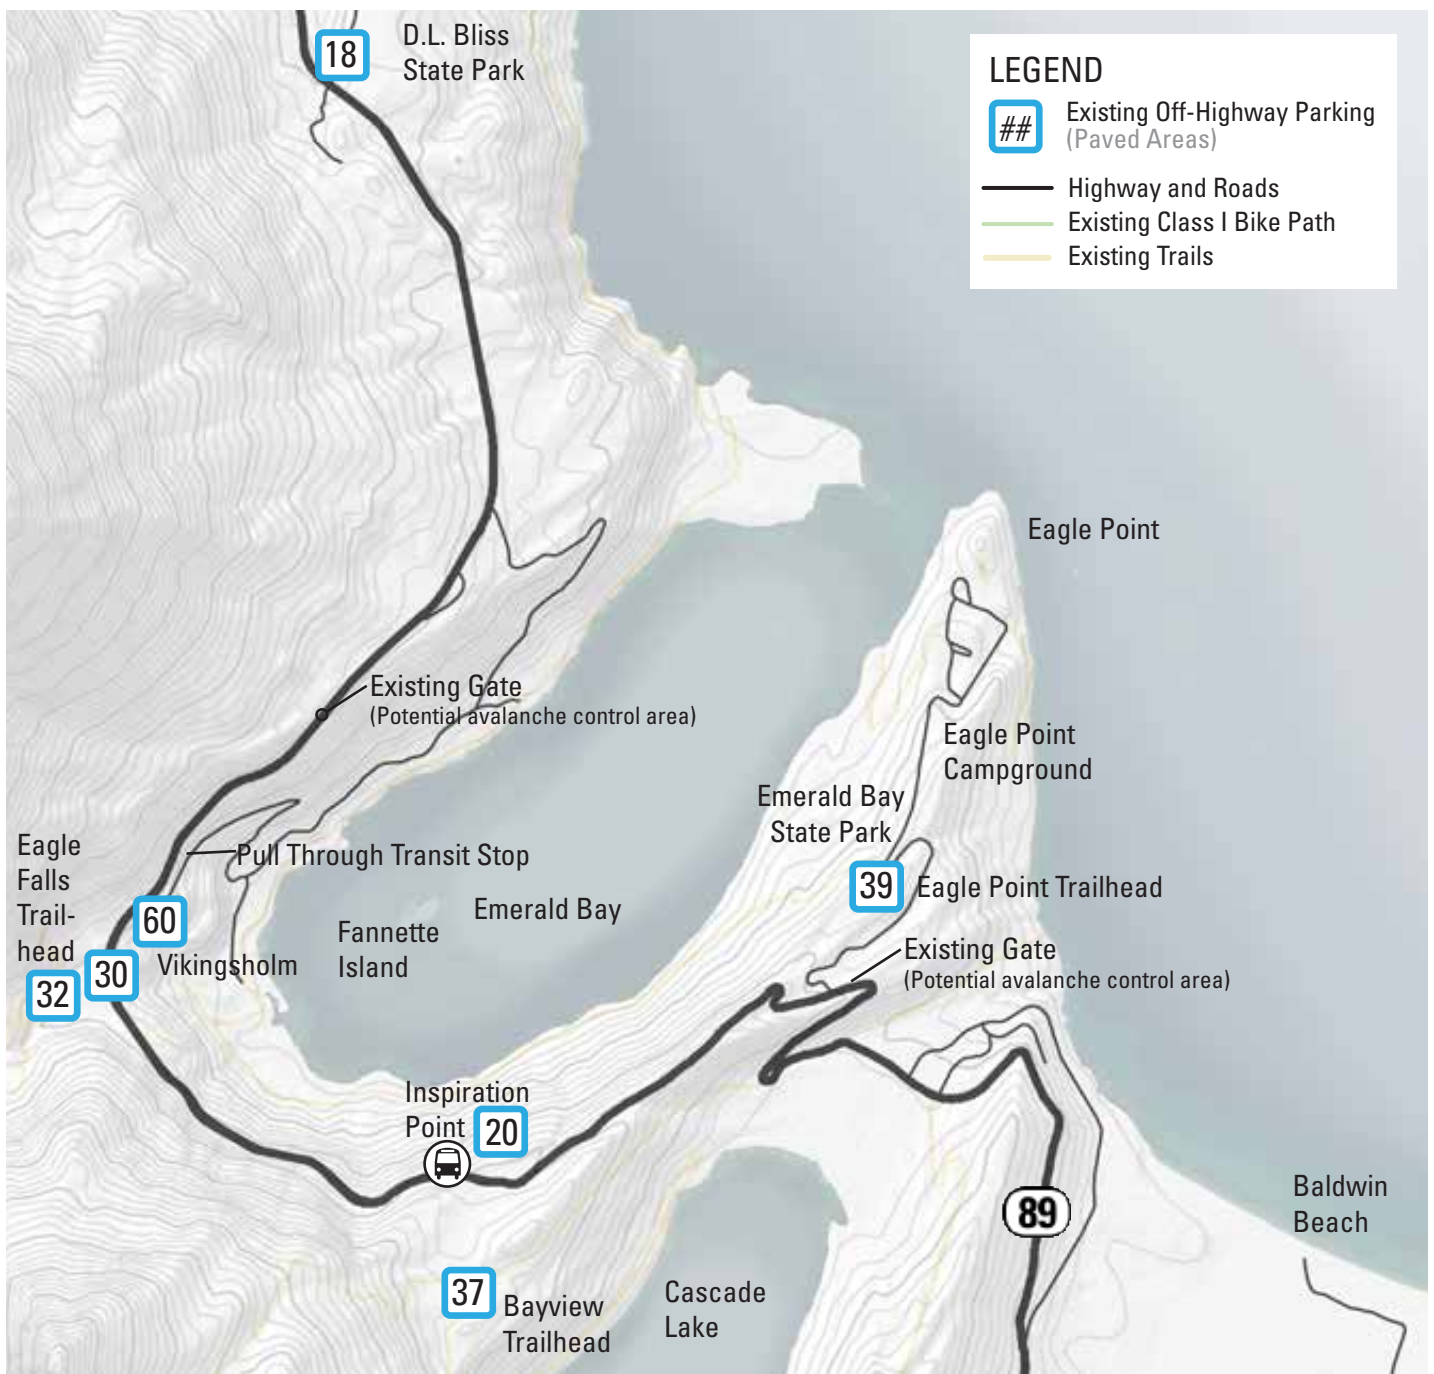 18
D.L. Bliss
State Park
LEGEND
##
Existing Off-Highway Parking
(Paved Areas)
Highway and Roads
Existing Class I Bike Path
Existing Trails
Eagle Point
Existing Gate
(Potential avalanche control area)
Eagle Point
Campground
Emerald Bay
State Park
Eagle
Falls
Trail-
head
Pull Through Transit Stop
39
Eagle Point Trailhead
60
Emerald Bay
Fannette
Island
Vikingsholm
30
32
Existing Gate
(Potential avalanche control area)
Inspiration
Point
20
89
Baldwin
Beach
37
Bayview
Trailhead
Cascade
Lake